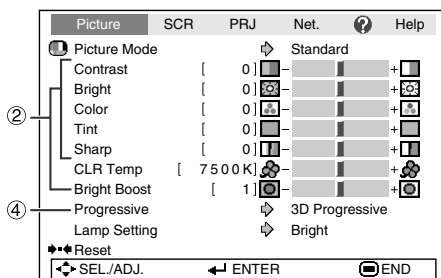 Picture SCR PRJ Net. ? Help
Picture Mode Standard
Contrast [ 0 ] - +
Bright [ 0 ] - +
② Color [ 0 ] - +
Tint [ 0 ] - +
Sharp [ 0 ] - +
CLR Temp [ 7500K ] - +
Bright Boost [ 1 ] - +
④ Progressive 3D Progressive
Lamp Setting Bright
Reset
SEL./ADJ. ENTER END